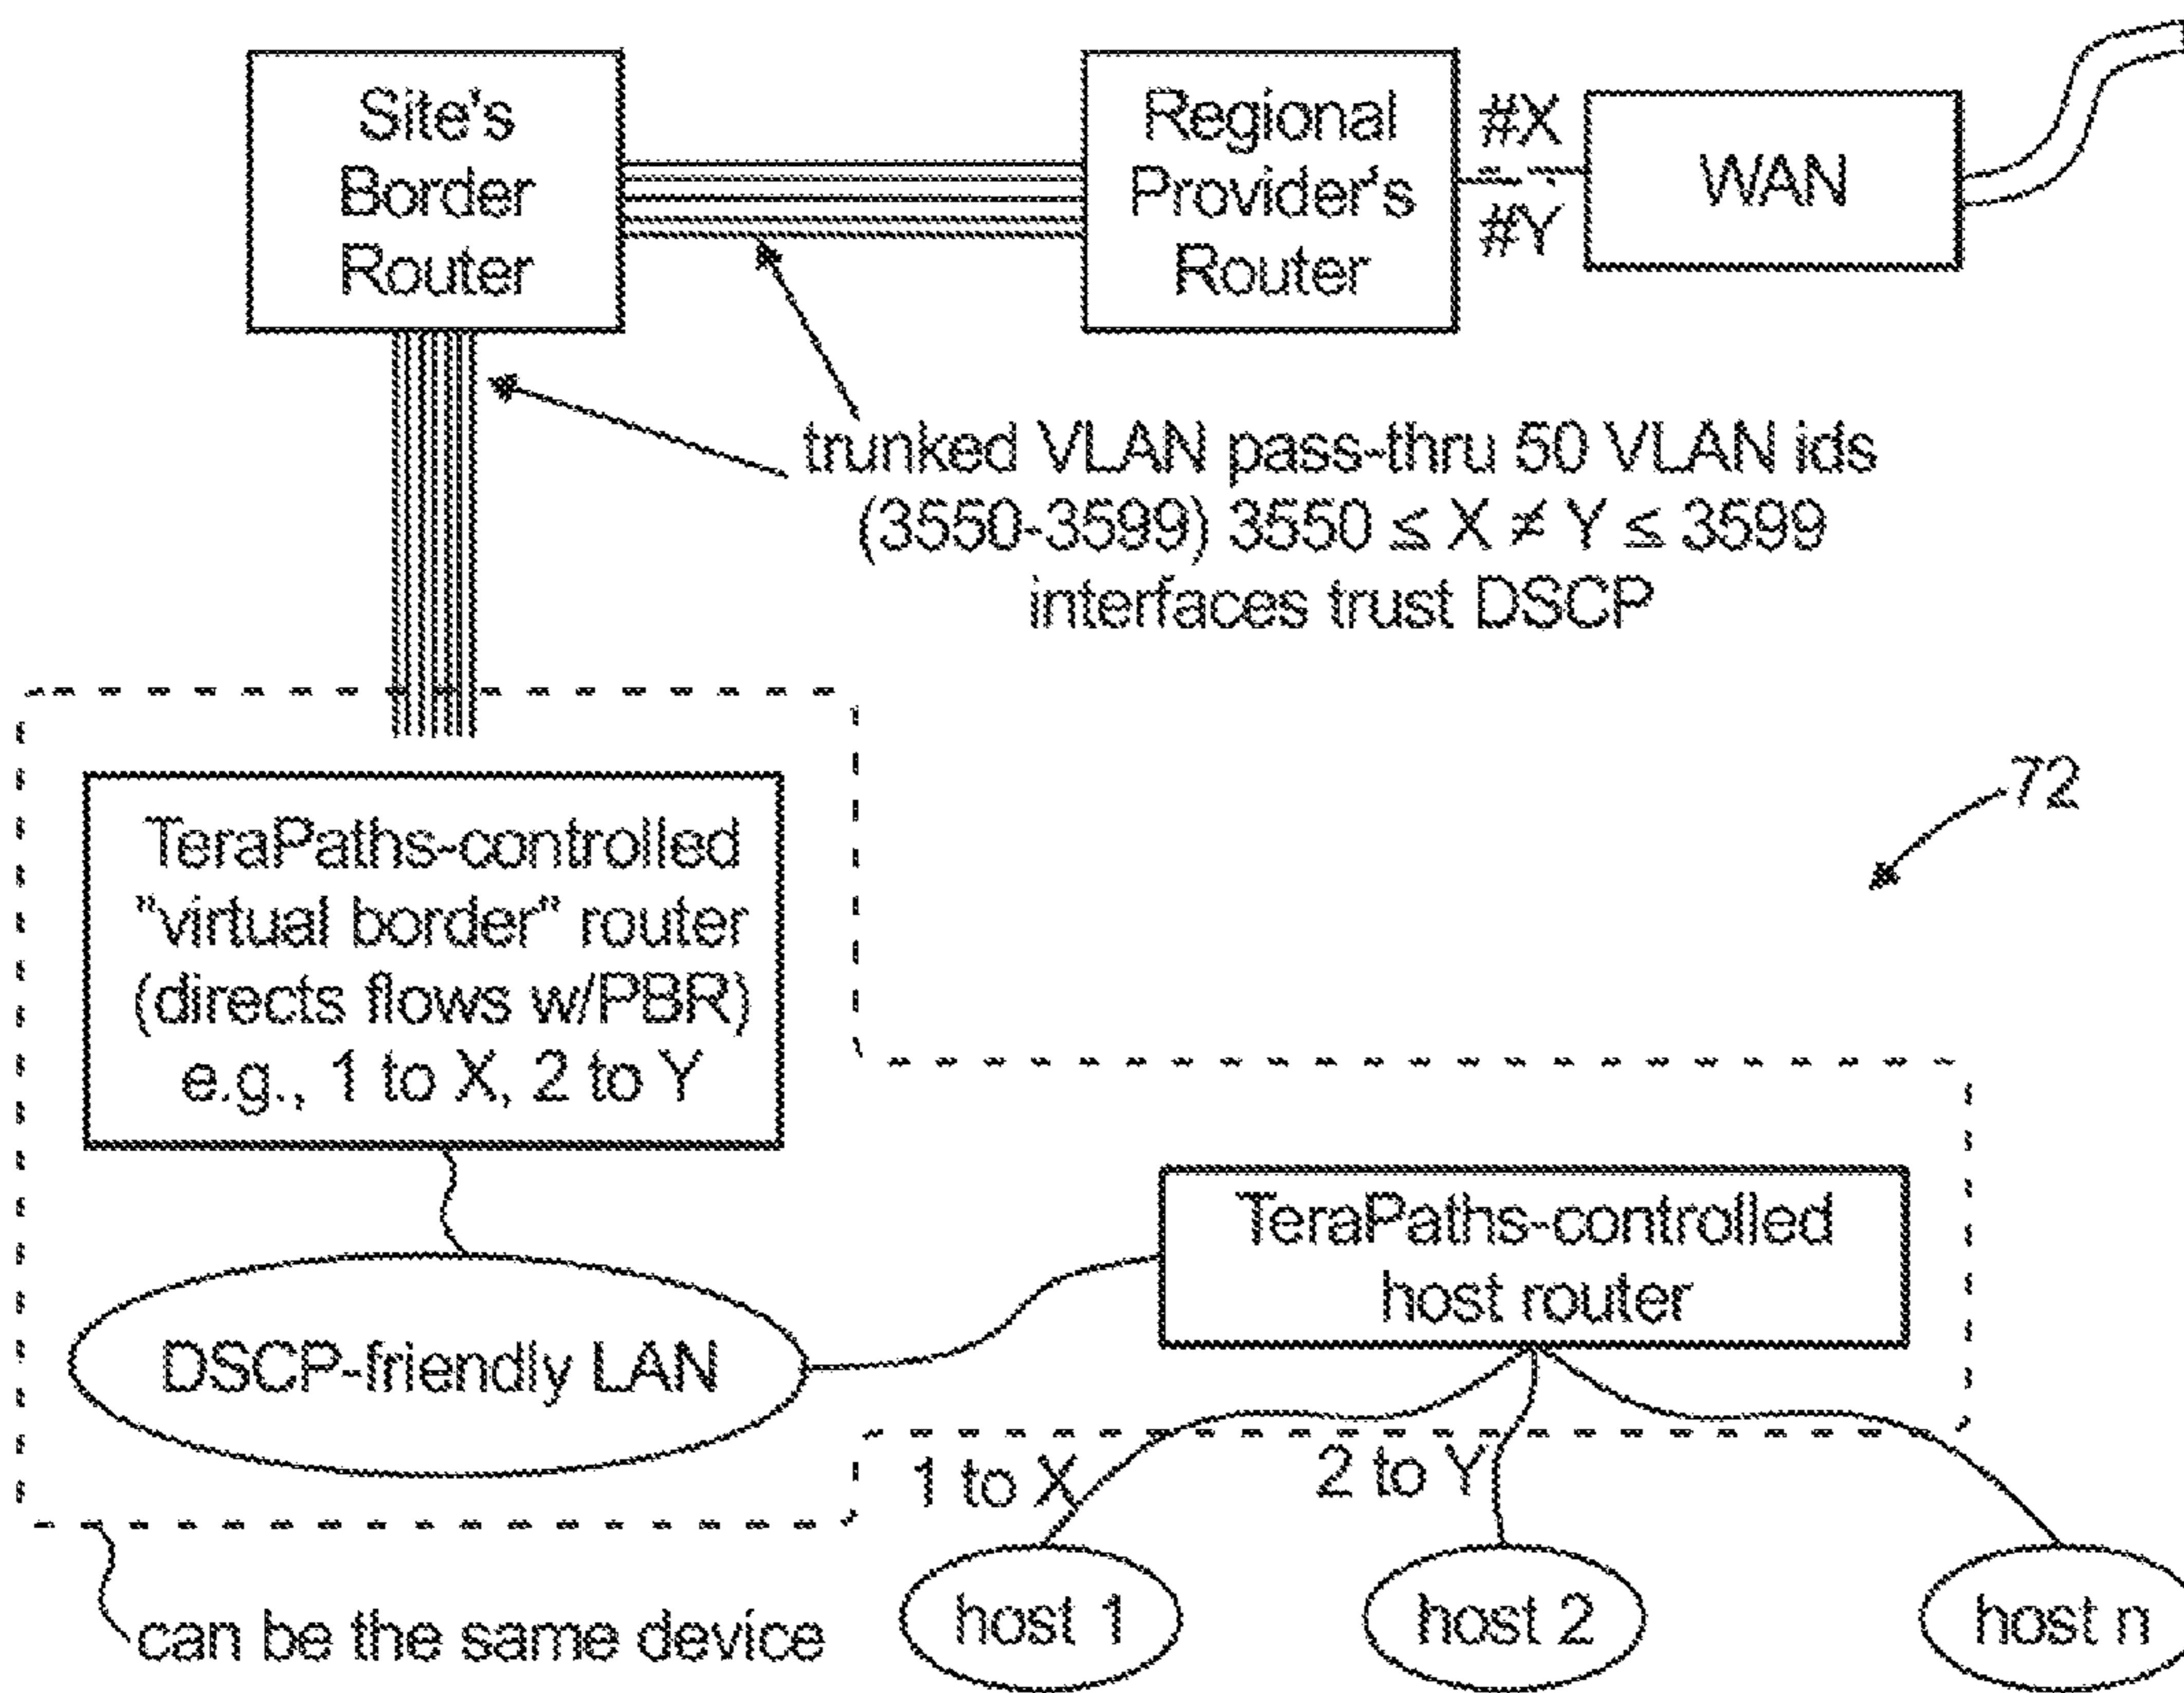 Site's
Border
Router
Regional
Provider's
Router
#X
#Y
WAN
trunked VLAN pass-thru 50 VLAN ids
(3550-3599) 3550 ≤ X ≠ Y ≤ 3599
interfaces trust DSCP
72
TeraPaths-controlled
"virtual border" router
(directs flows w/PBR)
e.g., 1 to X, 2 to Y
TeraPaths-controlled
host router
DSCP-friendly LAN
1 to X
2 to Y
can be the same device
host 1
host 2
host n